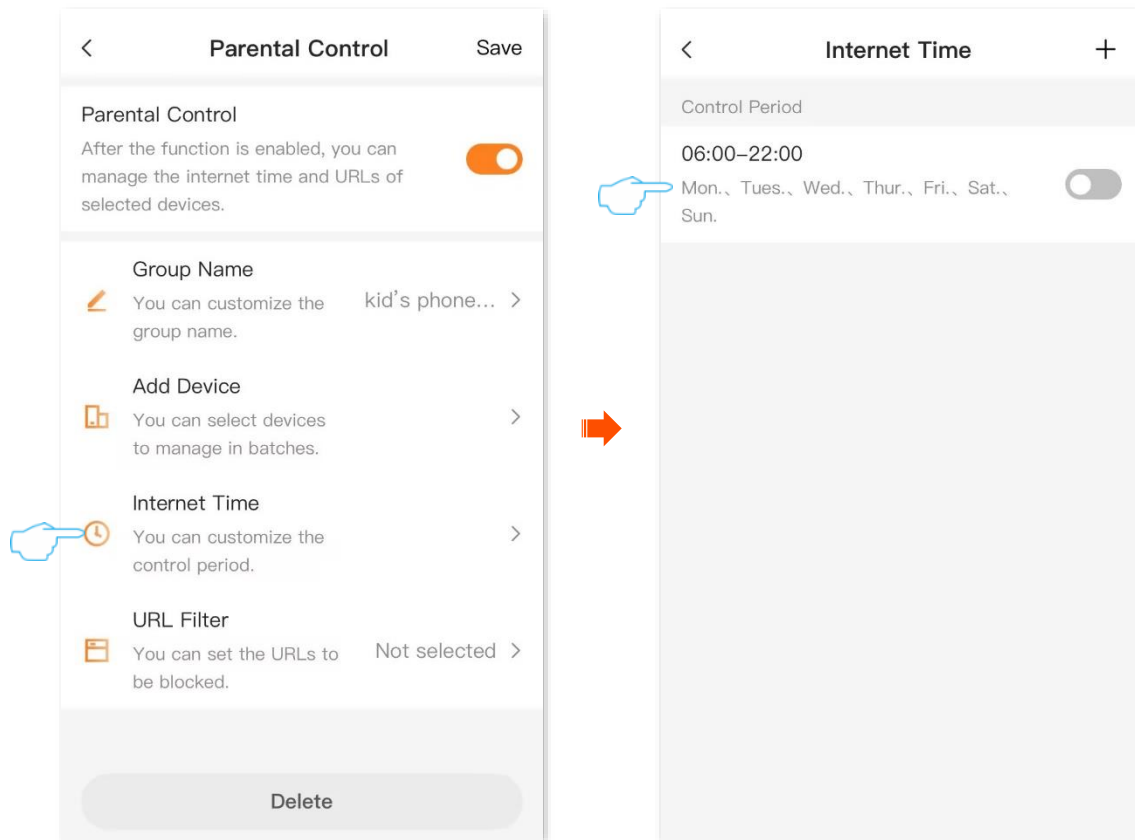 Parental Control
Save
Parental Control
After the function is enabled, you can
manage the internet time and URLs of
selected devices.
Group Name
You can customize the
group name.
kid's phone...
Add Device
You can select devices
to manage in batches.
Internet Time
You can customize the
control period.
URL Filter
You can set the URLs to
be blocked.
Not selected
Delete
Internet Time
Control Period
06:00–22:00
Mon.、Tues.、Wed.、Thur.、Fri.、Sat.、
Sun.